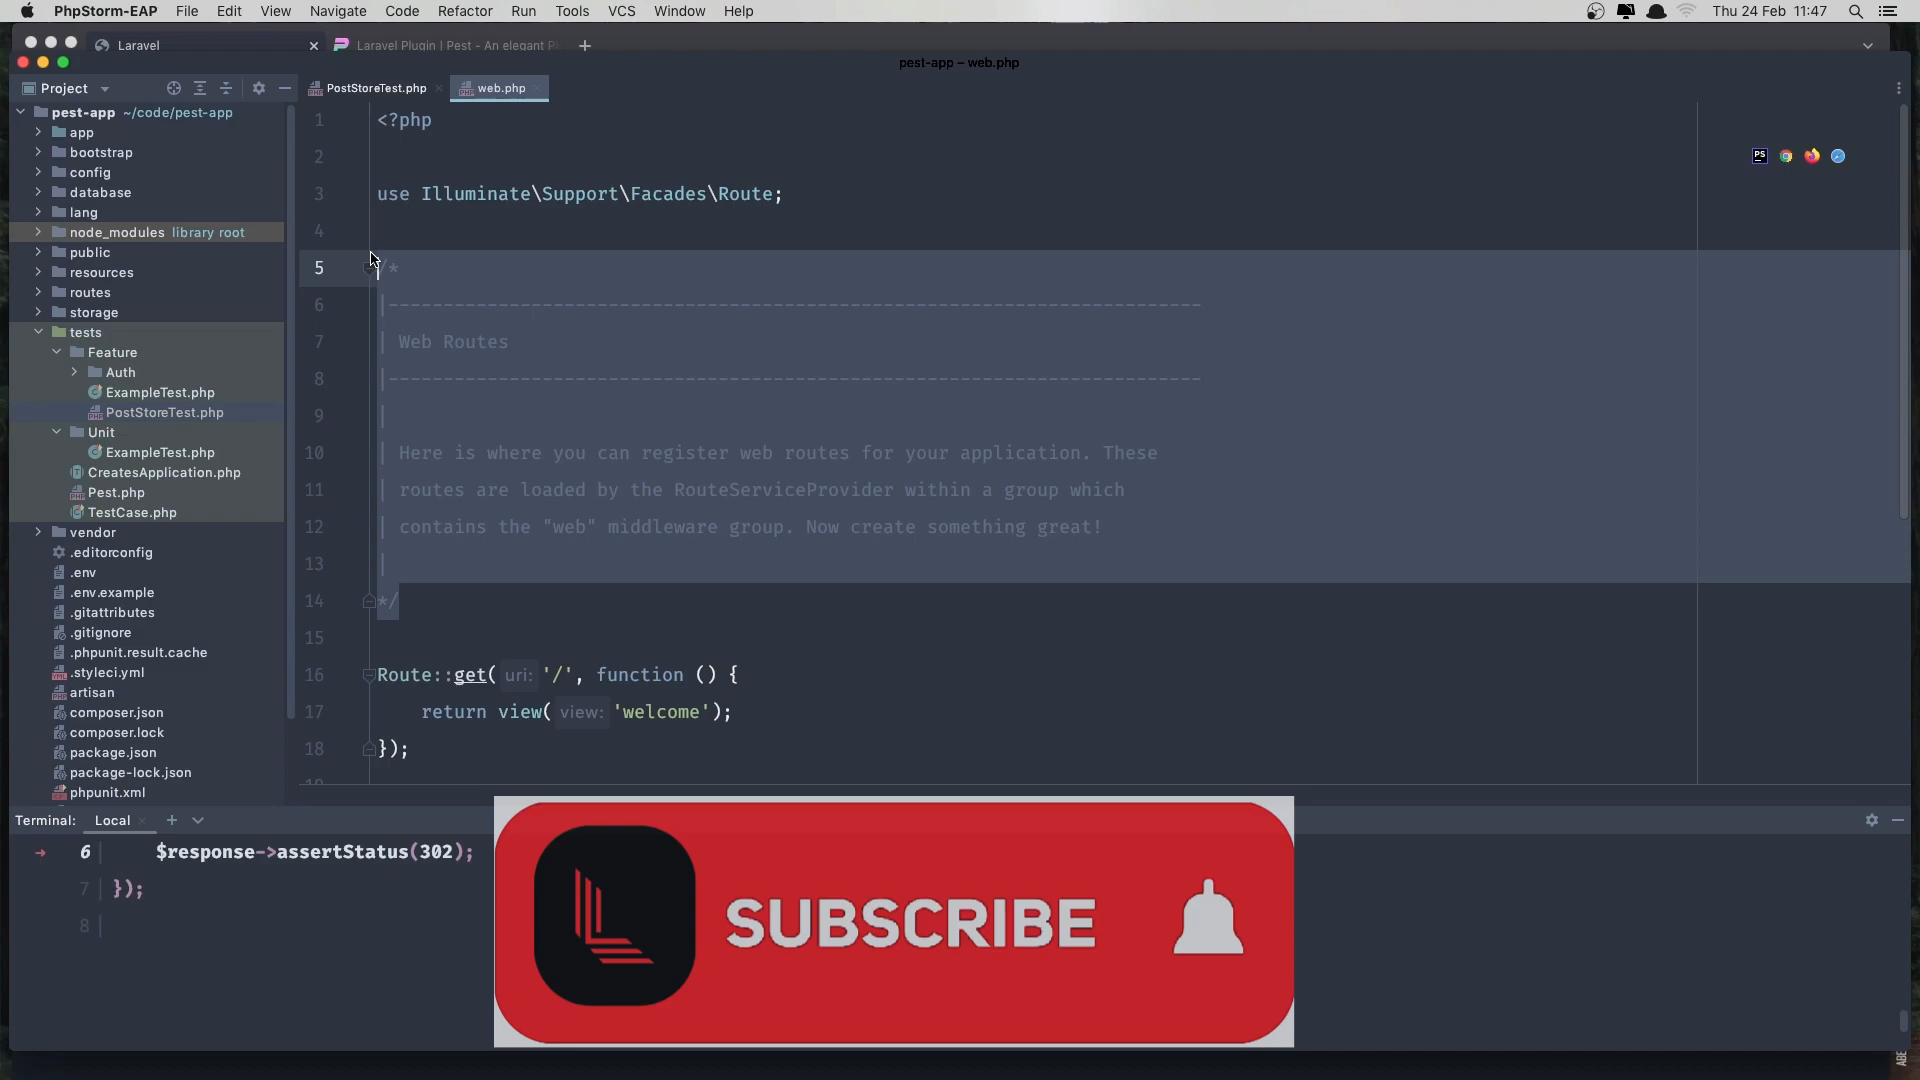 PhpStorm-EAP File Edit View Navigate Code Refactor Run Tools VCS Window Help Thu 24 Feb 11:47
Laravel
Laravel Plugin | Pest - An elegant
pest-app – web.php
Project
PostStoreTest.php
web.php
pest-app ~/code/pest-app
app
bootstrap
config
database
lang
node_modules library root
public
resources
routes
storage
tests
Feature
Auth
ExampleTest.php
PostStoreTest.php
Unit
ExampleTest.php
CreatesApplication.php
Pest.php
TestCase.php
vendor
.editorconfig
.env
.env.example
.gitattributes
.gitignore
.phpunit.result.cache
.styleci.yml
artisan
composer.json
composer.lock
package.json
package-lock.json
phpunit.xml
1 <?php
2
3 use Illuminate\Support\Facades\Route;
4
5 /*
6 |--------------------------------------------------------------------------
7 | Web Routes
8 |--------------------------------------------------------------------------
9 |
10 | Here is where you can register web routes for your application. These
11 | routes are loaded by the RouteServiceProvider within a group which
12 | contains the "web" middleware group. Now create something great!
13 |
14 */
15
16 Route::get( uri: '/', function () {
17 return view( view: 'welcome');
18 });
PS
Terminal: Local
➜ 6 $response->assertStatus(302);
7 });
8
SUBSCRIBE